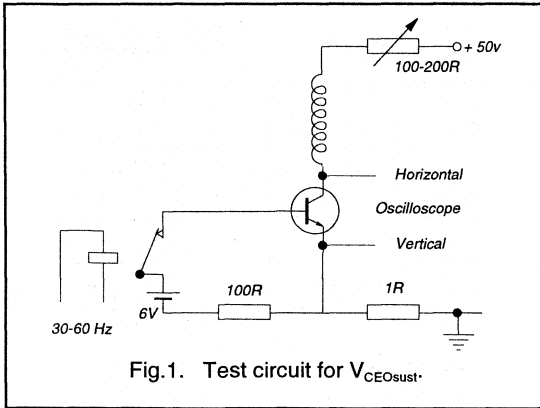 + 50v
100-200R
Horizontal
Oscilloscope
Vertical
100R
1R
6V
30-60 Hz
Fig.1. Test circuit for VCEOsust.